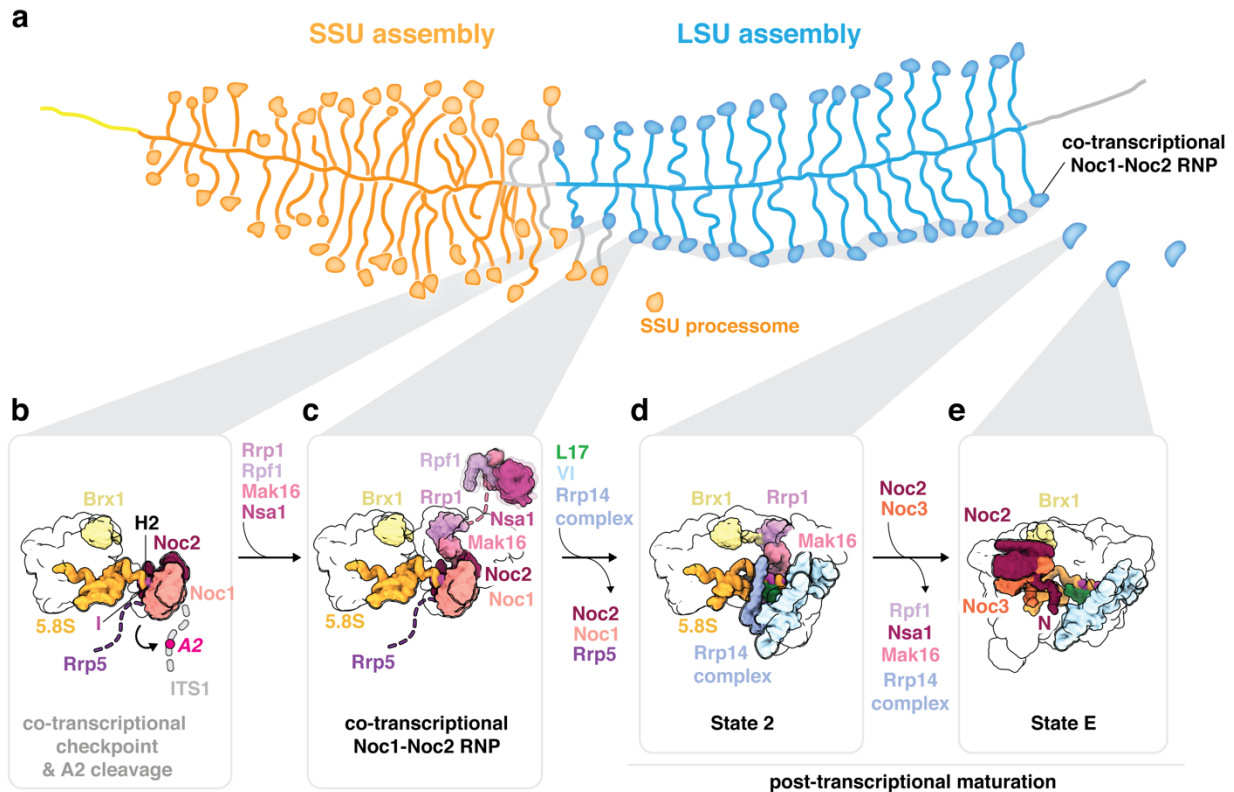 a
SSU assembly
LSU assembly
co-transcriptional
Noc1-Noc2 RNP
SSU processome
b
Brx1
H2
Noc2
Noc1
5.8S
I
A2
Rrp5
ITS1
co-transcriptional
checkpoint
& A2 cleavage
Rrp1
Rpf1
Mak16
Nsa1
c
Rpf1
Rrp1
Brx1
Nsa1
Mak16
Noc2
Noc1
5.8S
Rrp5
co-transcriptional
Noc1-Noc2 RNP
L17
VI
Rrp14
complex
Noc2
Noc1
Rrp5
d
Brx1
Rrp1
Mak16
5.8S
Rrp14
complex
State 2
Noc2
Noc3
Rpf1
Nsa1
Mak16
Rrp14
complex
e
Brx1
Noc2
Noc3
N
State E
post-transcriptional maturation